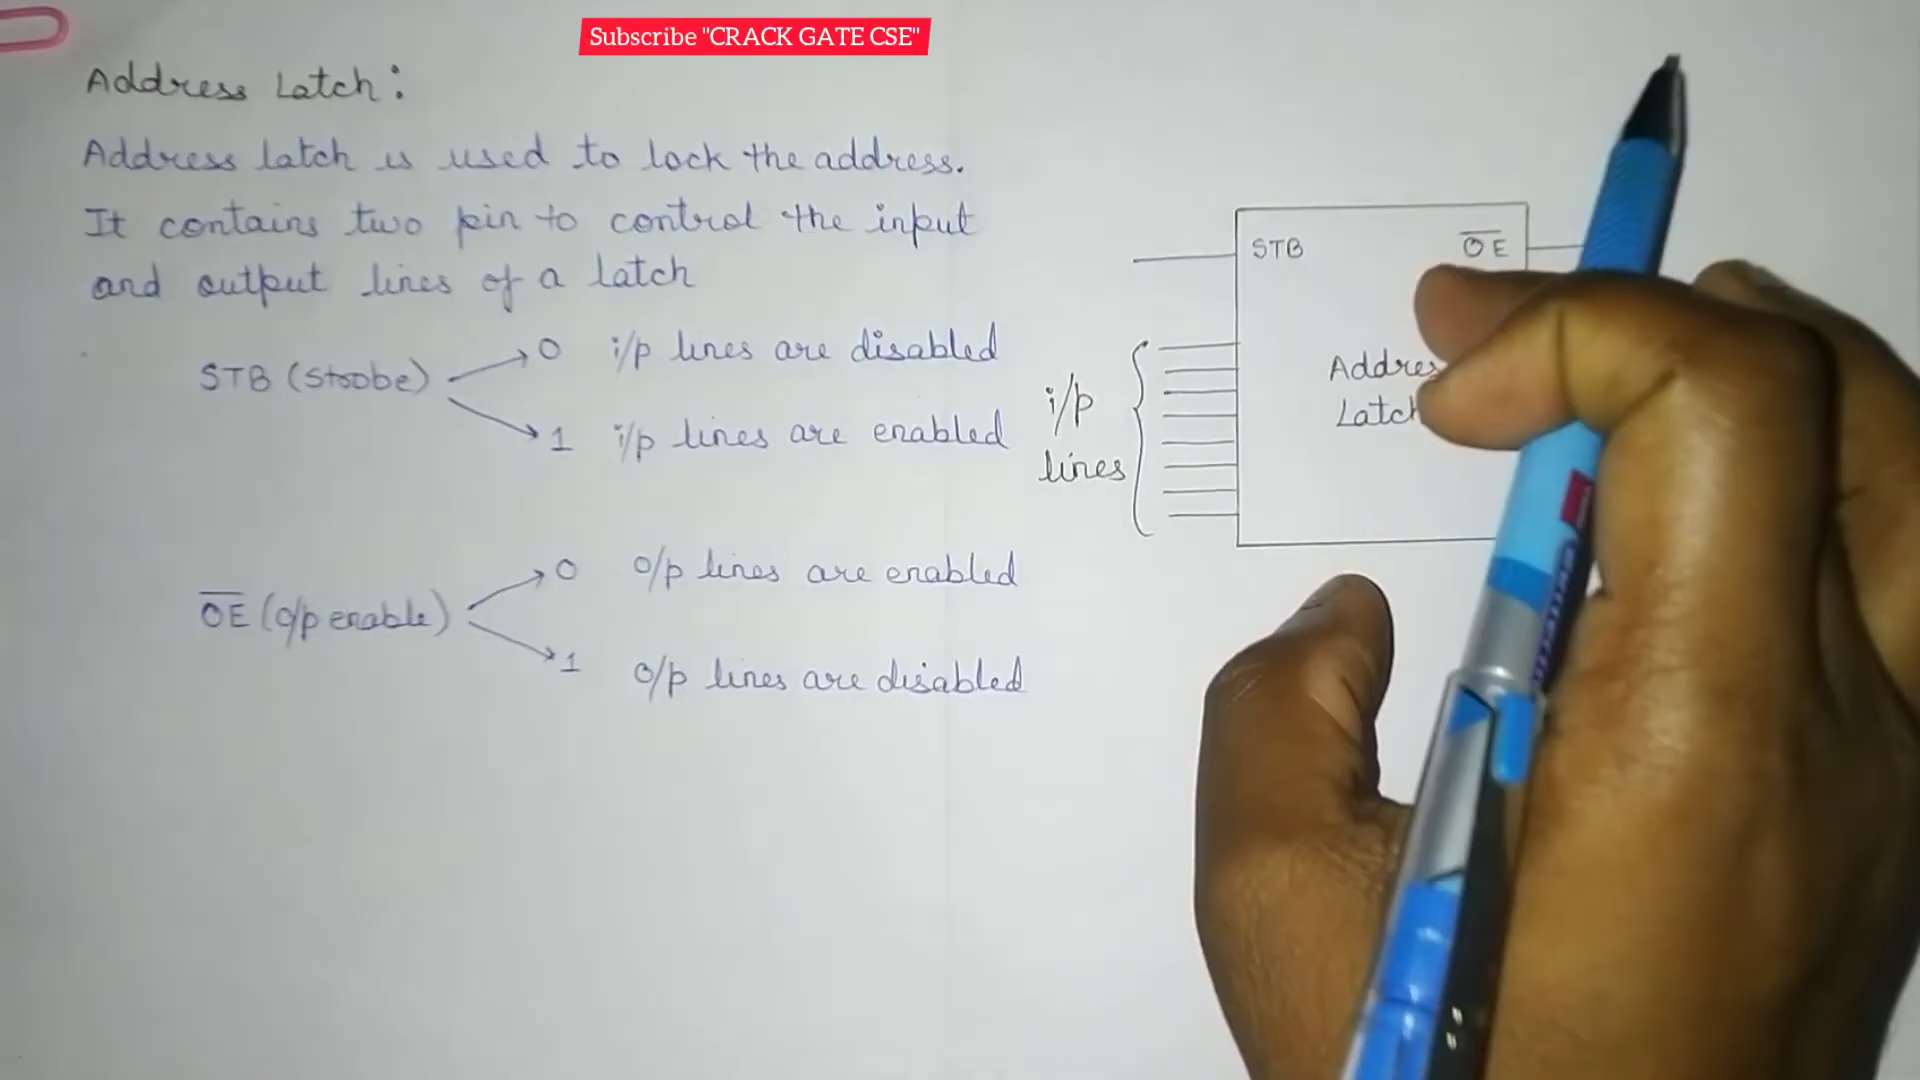 Subscribe "CRACK GATE CSE"
Address Latch:
Address latch is used to lock the address.
It contains two pin to control the input
and output lines of a latch
STB (Strobe)
0 i/p lines are disabled
1 i/p lines are enabled
OE (o/p enable)
0 o/p lines are enabled
1 o/p lines are disabled
STB OE
i/p
lines
Addres
Latch